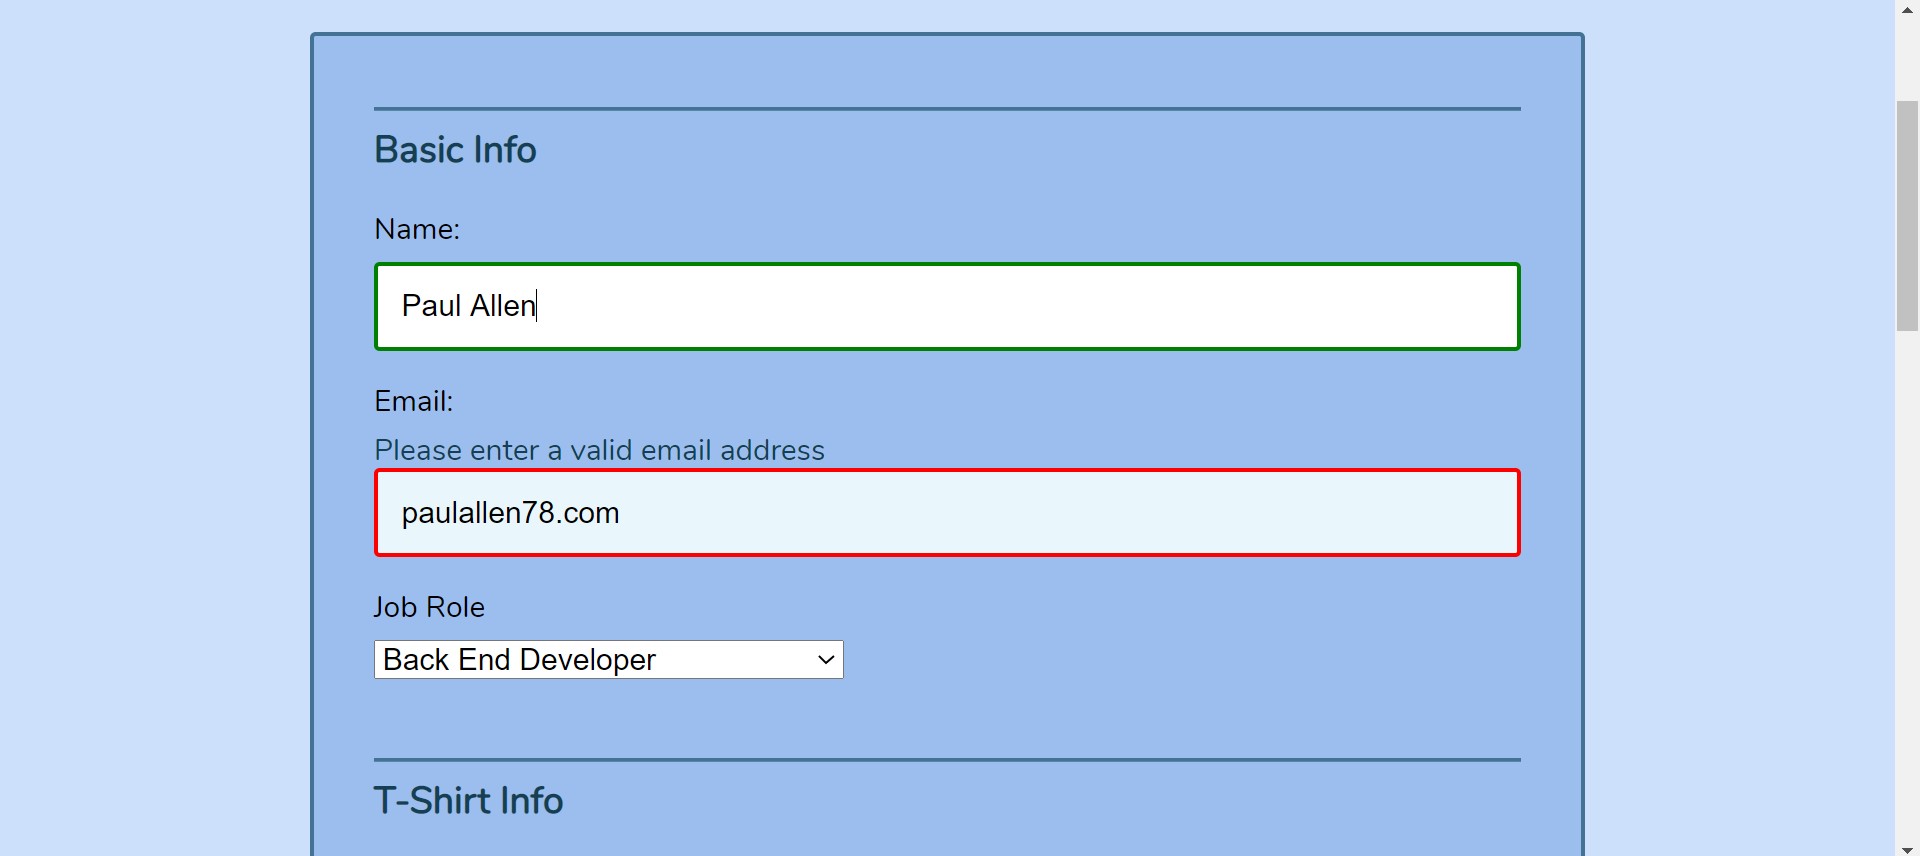 Basic Info
Name:
Paul Allen
Email:
Please enter a valid email address
paulallen78.com
Job Role
Back End Developer
T-Shirt Info